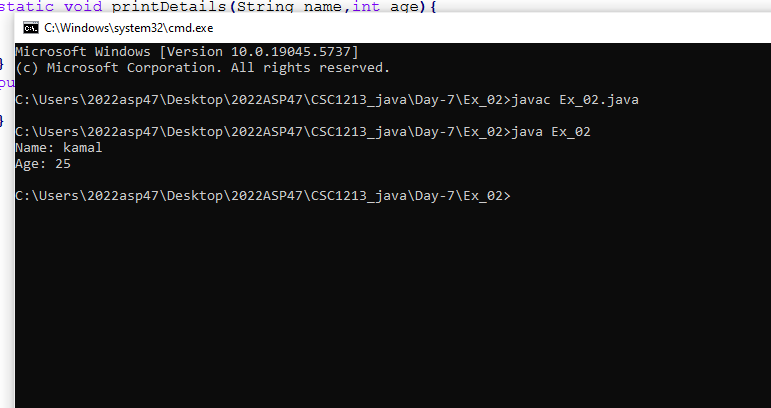 static void printDetails(String name,int age){
C:\Windows\system32\cmd.exe
Microsoft Windows [Version 10.0.19045.5737]
}
(c) Microsoft Corporation. All rights reserved.
pu
C:\Users\2022asp47\Desktop\2022ASP47\CSC1213_java\Day-7\Ex_02>javac Ex_02.java
}
C:\Users\2022asp47\Desktop\2022ASP47\CSC1213_java\Day-7\Ex_02>java Ex_02
Name: kamal
Age: 25
C:\Users\2022asp47\Desktop\2022ASP47\CSC1213_java\Day-7\Ex_02>